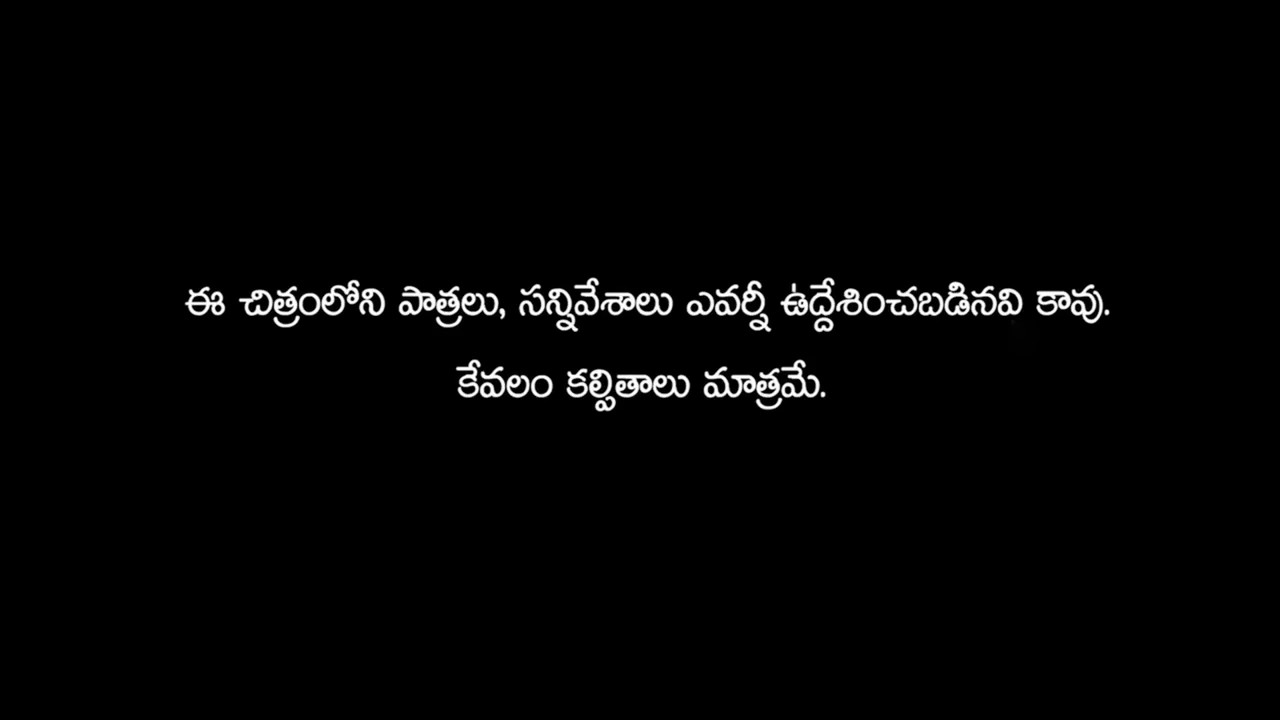 ఈ చిత్రంలోని పాత్రలు, సన్నివేశాలు ఎవర్నీ ఉద్దేశించబడినవి కావు.
కేవలం కల్పితాలు మాత్రమే.